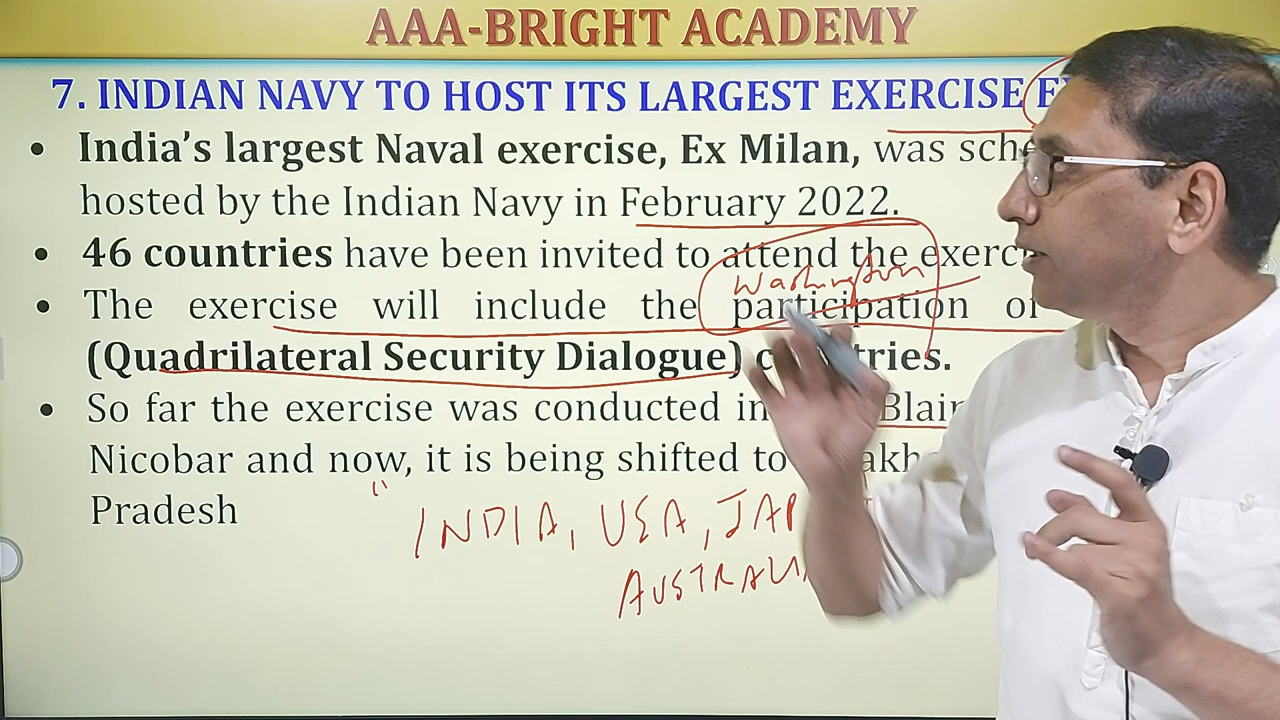 AAA-BRIGHT ACADEMY
7. INDIAN NAVY TO HOST ITS LARGEST EXERCISE
• India's largest Naval exercise, Ex Milan, was
hosted by the Indian Navy in February 2022.
• 46 countries have been invited to attend the
Washington
• The exercise will include the participation of
(Quadrilateral Security Dialogue)
• So far the exercise was conducted in Blair
Nicobar and now, it is being shifted to
Pradesh
INDIA, USA,